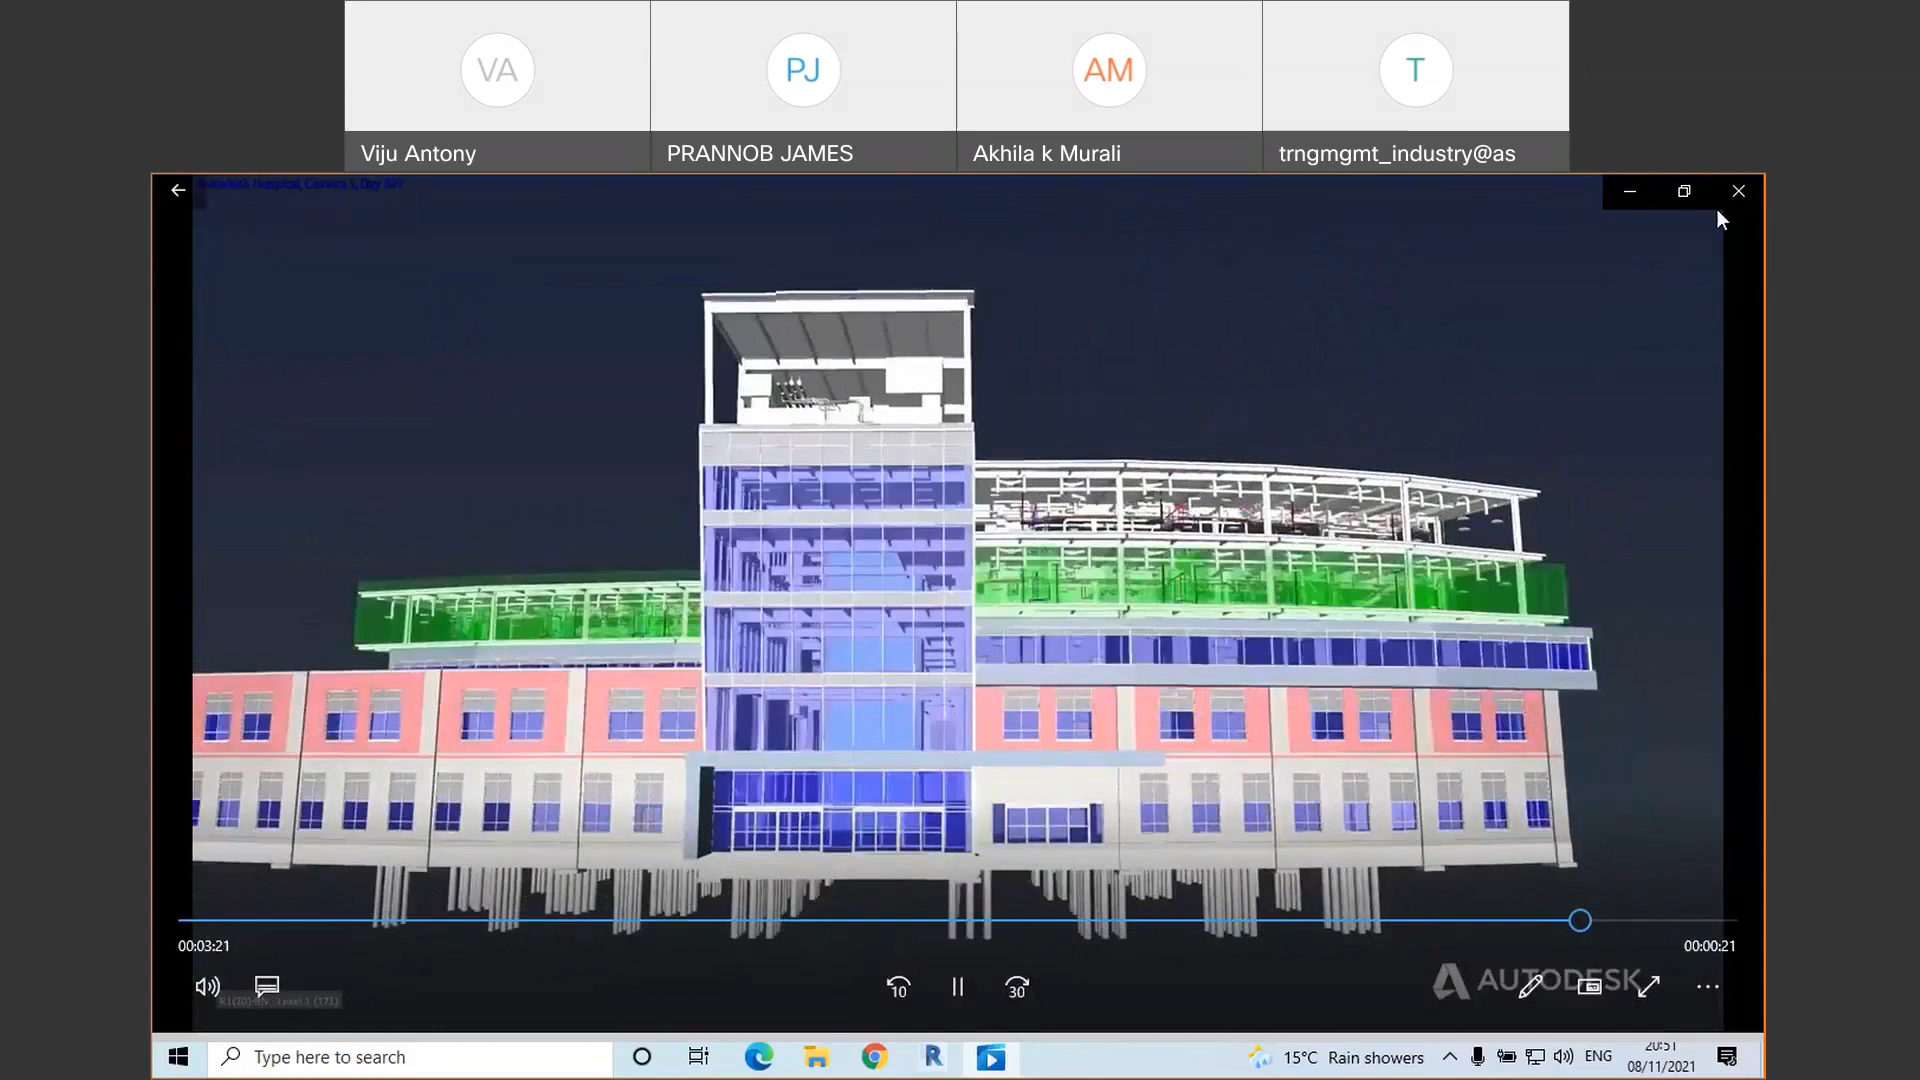 VA
PJ
AM
T
Viju Antony
PRANNOB JAMES
Akhila k Murali
trngmgmt_industry@as
00:03:21
00:00:21
10
30
AUTODESK
Type here to search
15°C Rain showers
ENG
20:51
08/11/2021